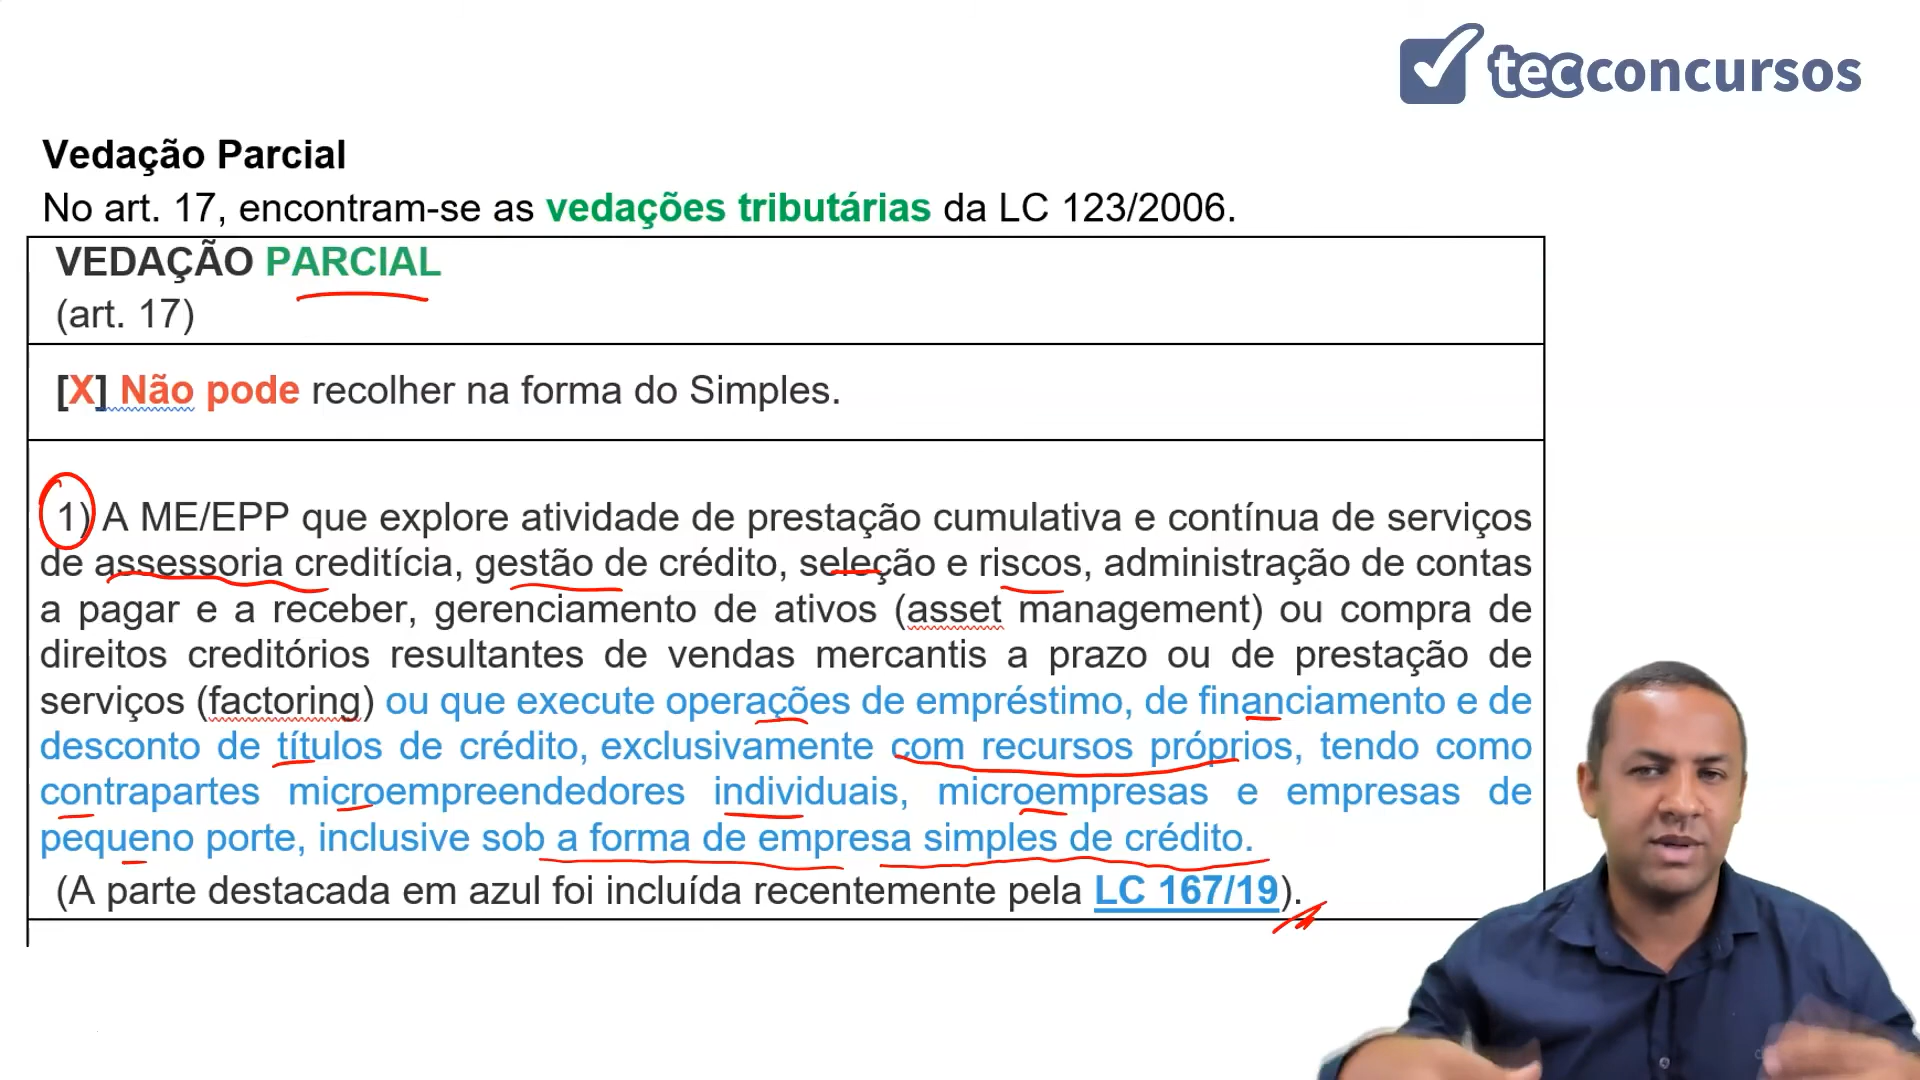 tecconcursos
Vedação Parcial
No art. 17, encontram-se as vedações tributárias da LC 123/2006.
VEDAÇÃO PARCIAL
(art. 17)
[X] Não pode recolher na forma do Simples.
1) A ME/EPP que explore atividade de prestação cumulativa e contínua de serviços
de assessoria creditícia, gestão de crédito, seleção e riscos, administração de contas
a pagar e a receber, gerenciamento de ativos (asset management) ou compra de
direitos creditórios resultantes de vendas mercantis a prazo ou de prestação de
serviços (factoring) ou que execute operações de empréstimo, de financiamento e de
desconto de títulos de crédito, exclusivamente com recursos próprios, tendo como
contrapartes microempreendedores individuais, microempresas e empresas de
pequeno porte, inclusive sob a forma de empresa simples de crédito.
(A parte destacada em azul foi incluída recentemente pela LC 167/19).